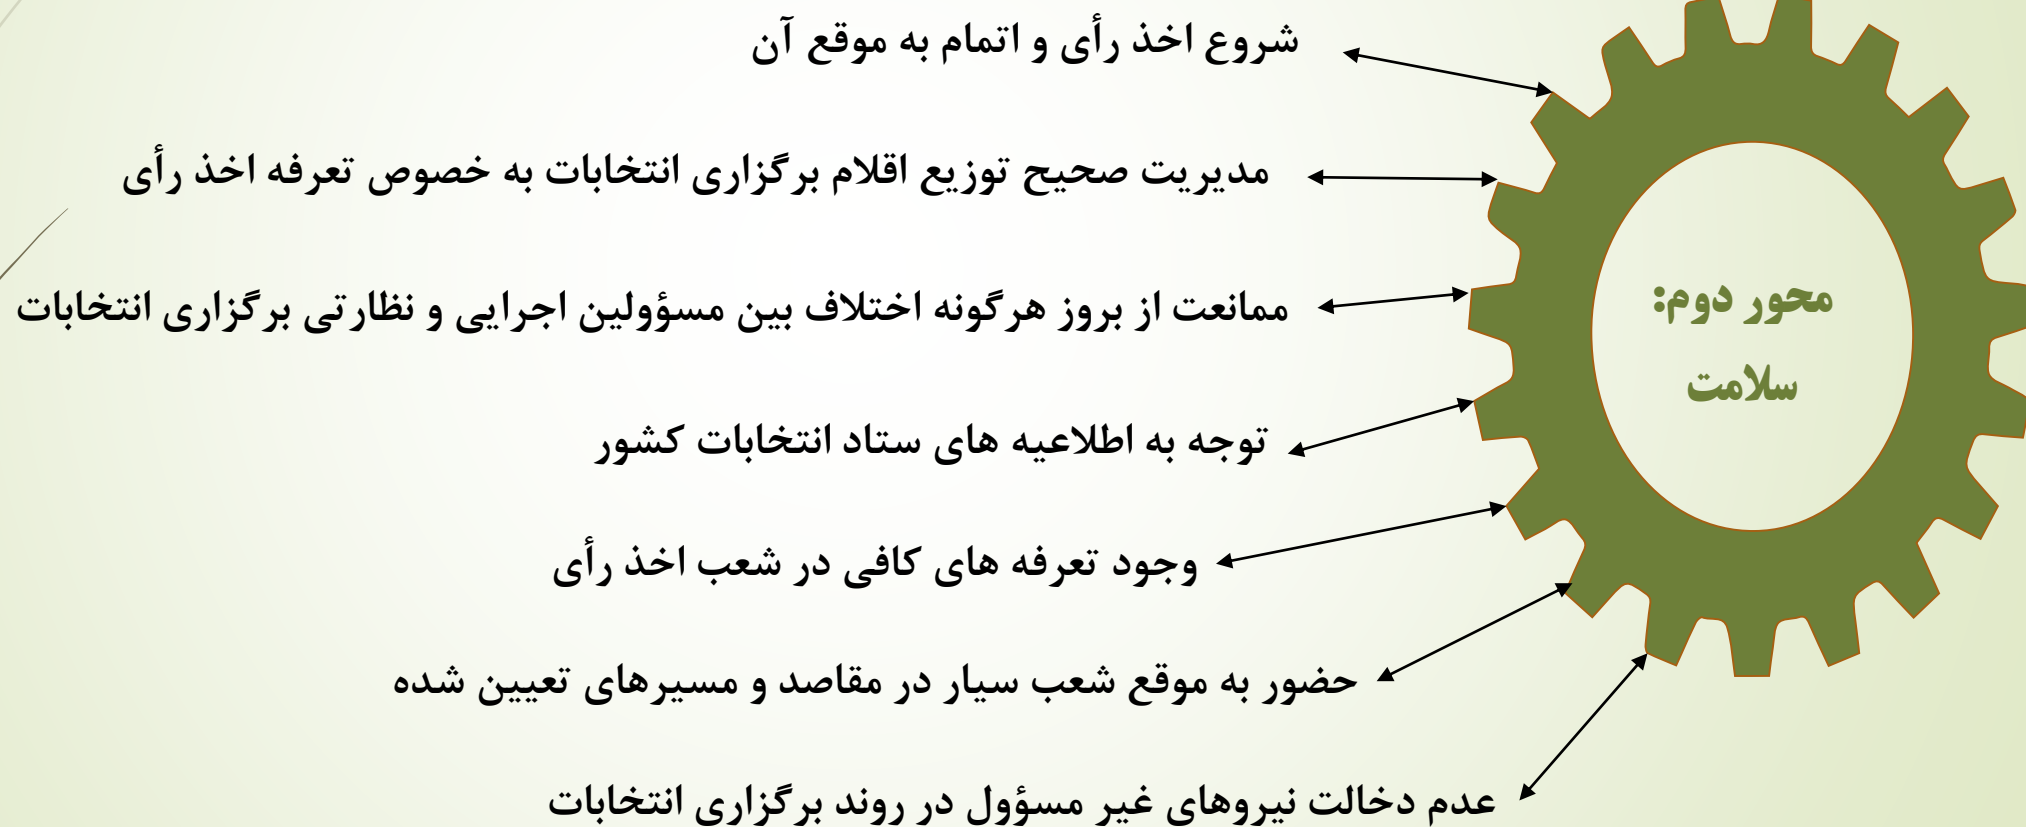 محور دوم:
سلامت
شروع اخذ رأی و اتمام به موقع آن
مدیریت صحیح توزیع اقلام برگزاری انتخابات به خصوص تعرفه اخذ رأی
ممانعت از بروز هرگونه اختلاف بین مسؤولین اجرایی و نظارتی برگزاری انتخابات
توجه به اطلاعیه های ستاد انتخابات کشور
وجود تعرفه های کافی در شعب اخذ رأی
حضور به موقع شعب سیار در مقاصد و مسیرهای تعیین شده
عدم دخالت نیروهای غیر مسؤول در روند برگزاری انتخابات